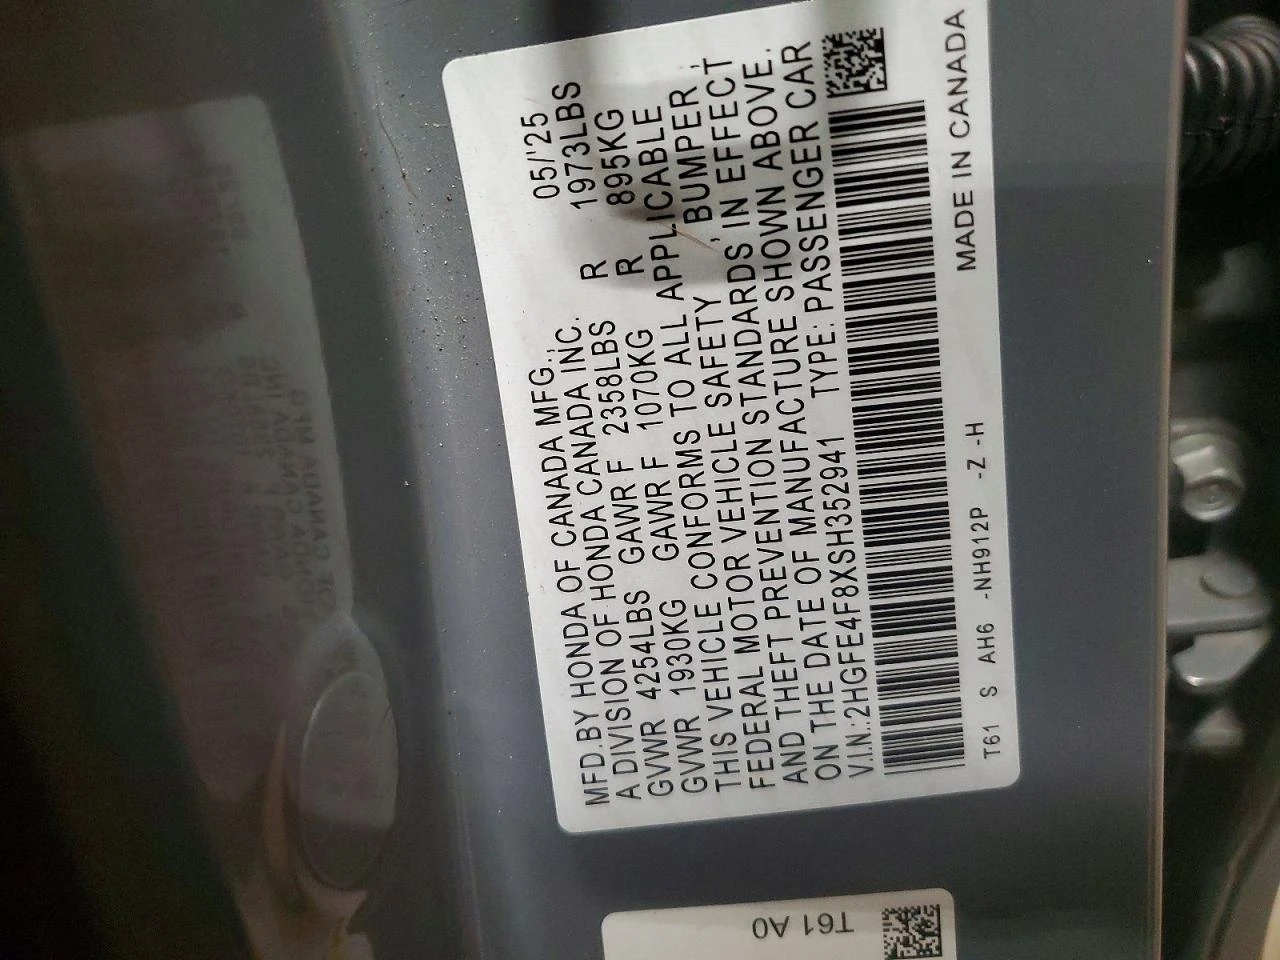 MFD.BY HONDA OF CANADA MFG., 05/'25
A DIVISION OF HONDA CANADA INC.
GVWR 4254LBS GAWR F 2358LBS R 1973LBS
GVWR 1930KG GAWR F 1070KG R 895KG
THIS VEHICLE CONFORMS TO ALL APPLICABLE
FEDERAL MOTOR VEHICLE SAFETY, BUMPER,
AND THEFT PREVENTION STANDARDS IN EFFECT
ON THE DATE OF MANUFACTURE SHOWN ABOVE.
V.I.N.:2HGFE4F8XSH352941 TYPE: PASSENGER CAR
T61 S AH6 -NH912P -Z -H MADE IN CANADA
T61 A0